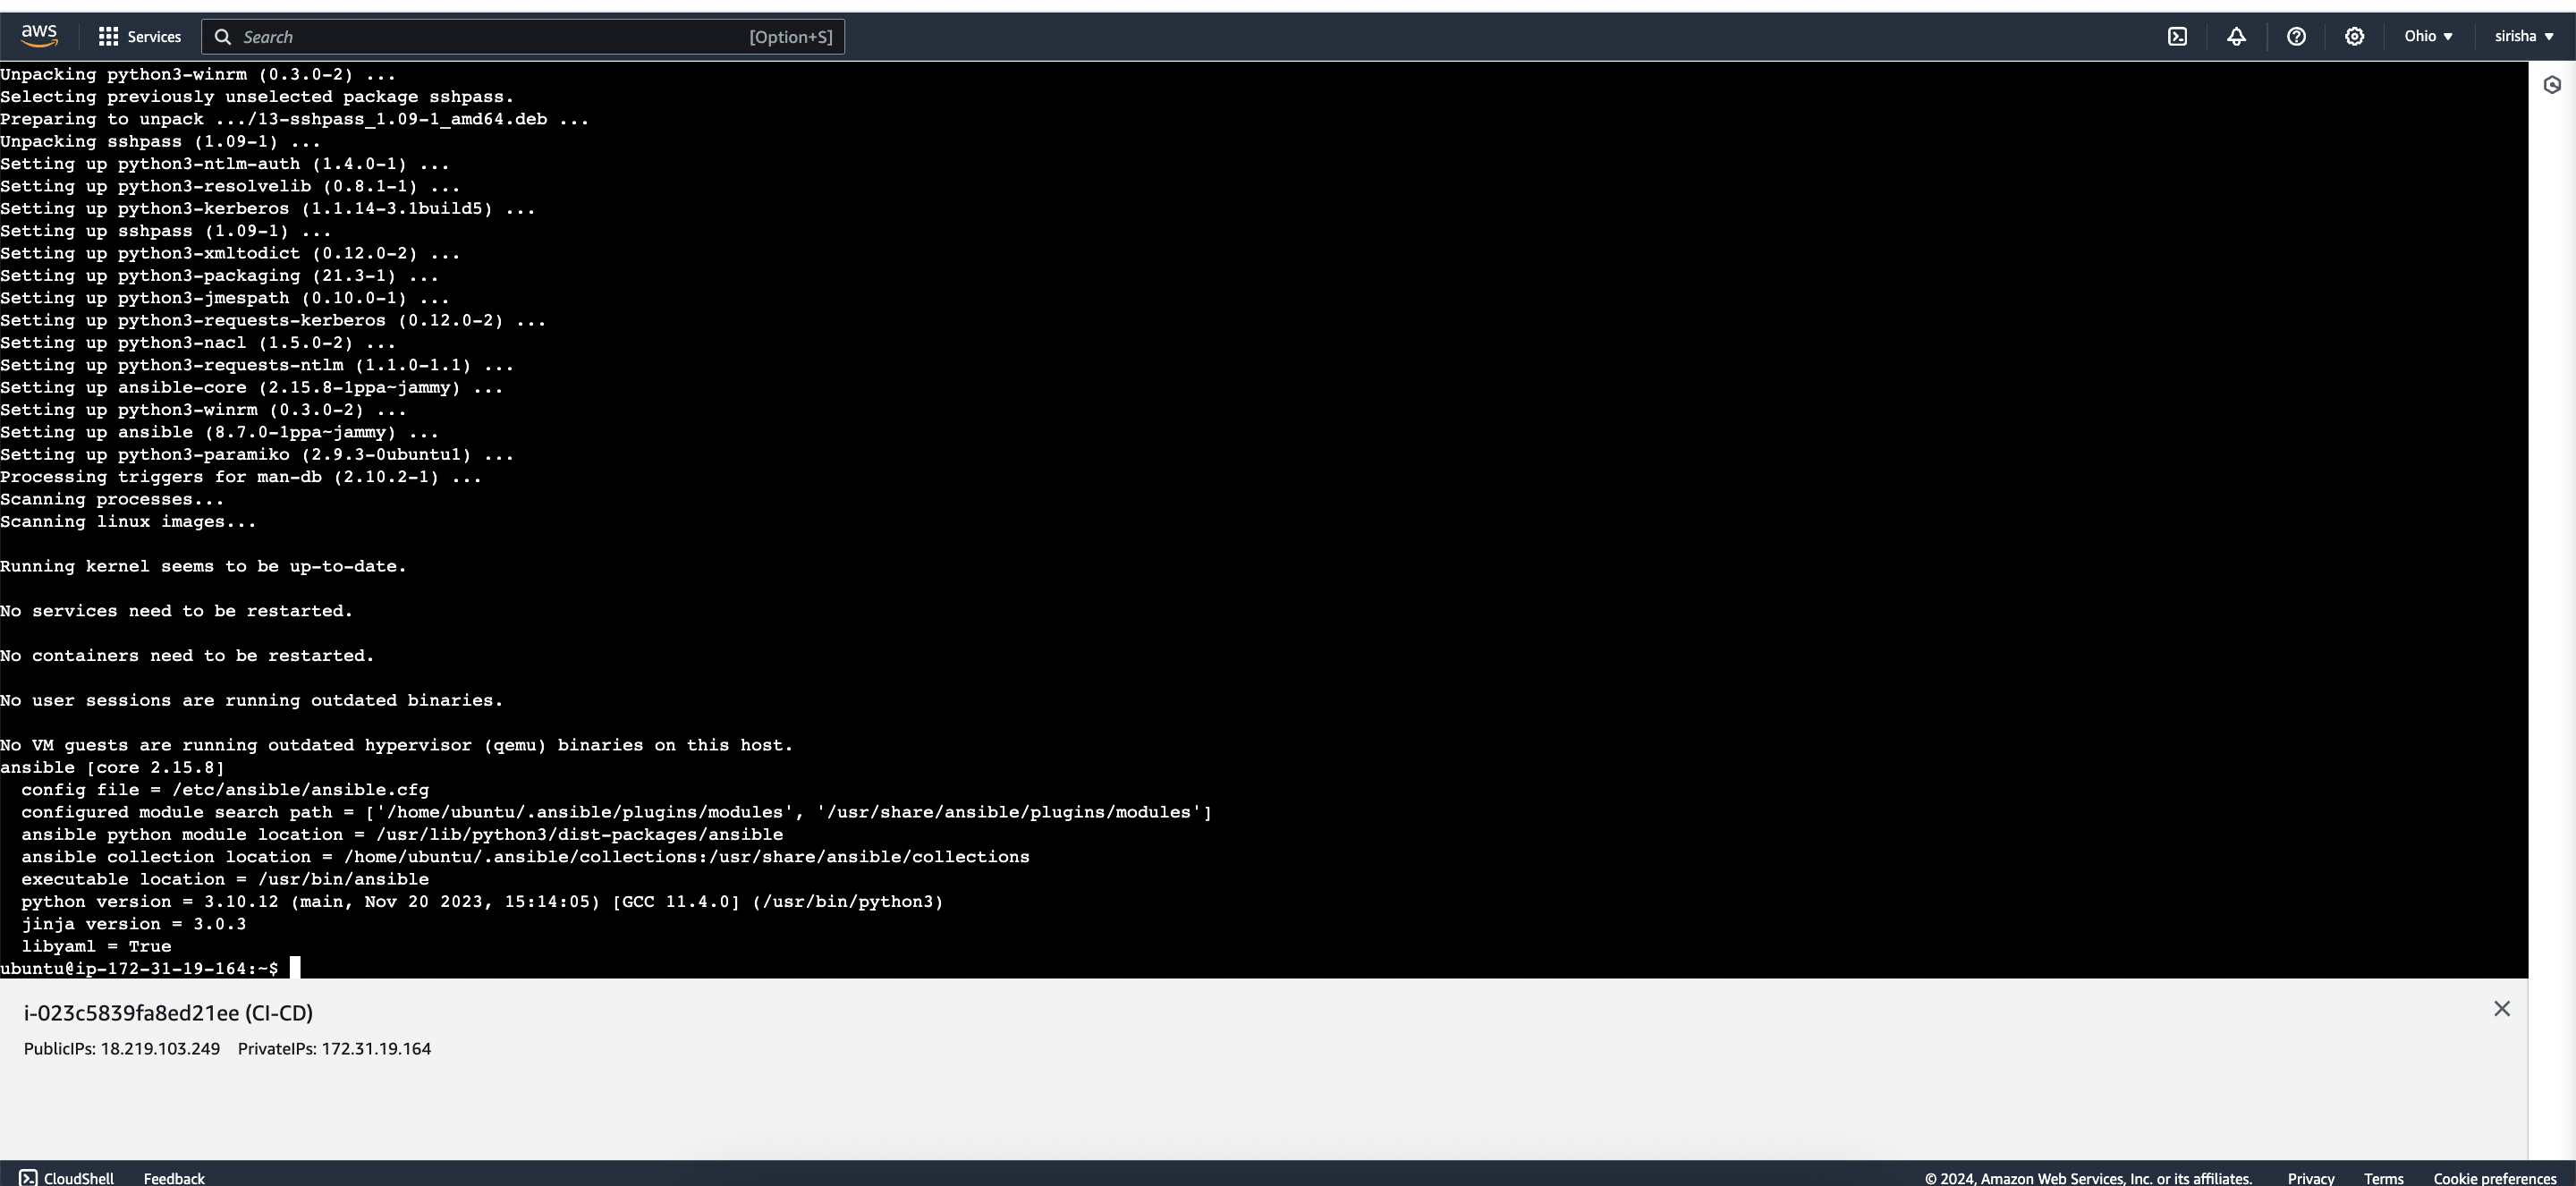 aws Services Search [Option+S] Ohio ▼ sirisha ▼
Unpacking python3-winrm (0.3.0-2) ...
Selecting previously unselected package sshpass.
Preparing to unpack .../13-sshpass_1.09-1_amd64.deb ...
Unpacking sshpass (1.09-1) ...
Setting up python3-ntlm-auth (1.4.0-1) ...
Setting up python3-resolvelib (0.8.1-1) ...
Setting up python3-kerberos (1.1.14-3.1build5) ...
Setting up sshpass (1.09-1) ...
Setting up python3-xmltodict (0.12.0-2) ...
Setting up python3-packaging (21.3-1) ...
Setting up python3-jmespath (0.10.0-1) ...
Setting up python3-requests-kerberos (0.12.0-2) ...
Setting up python3-nacl (1.5.0-2) ...
Setting up python3-requests-ntlm (1.1.0-1.1) ...
Setting up ansible-core (2.15.8-1ppa~jammy) ...
Setting up python3-winrm (0.3.0-2) ...
Setting up ansible (8.7.0-1ppa~jammy) ...
Setting up python3-paramiko (2.9.3-0ubuntu1) ...
Processing triggers for man-db (2.10.2-1) ...
Scanning processes...
Scanning linux images...
Running kernel seems to be up-to-date.
No services need to be restarted.
No containers need to be restarted.
No user sessions are running outdated binaries.
No VM guests are running outdated hypervisor (qemu) binaries on this host.
ansible [core 2.15.8]
config file = /etc/ansible/ansible.cfg
configured module search path = ['/home/ubuntu/.ansible/plugins/modules', '/usr/share/ansible/plugins/modules']
ansible python module location = /usr/lib/python3/dist-packages/ansible
ansible collection location = /home/ubuntu/.ansible/collections:/usr/share/ansible/collections
executable location = /usr/bin/ansible
python version = 3.10.12 (main, Nov 20 2023, 15:14:05) [GCC 11.4.0] (/usr/bin/python3)
jinja version = 3.0.3
libyaml = True
ubuntu@ip-172-31-19-164:~$
i-023c5839fa8ed21ee (CI-CD)
PublicIPs: 18.219.103.249 PrivateIPs: 172.31.19.164
CloudShell Feedback © 2024, Amazon Web Services, Inc. or its affiliates. Privacy Terms Cookie preferences